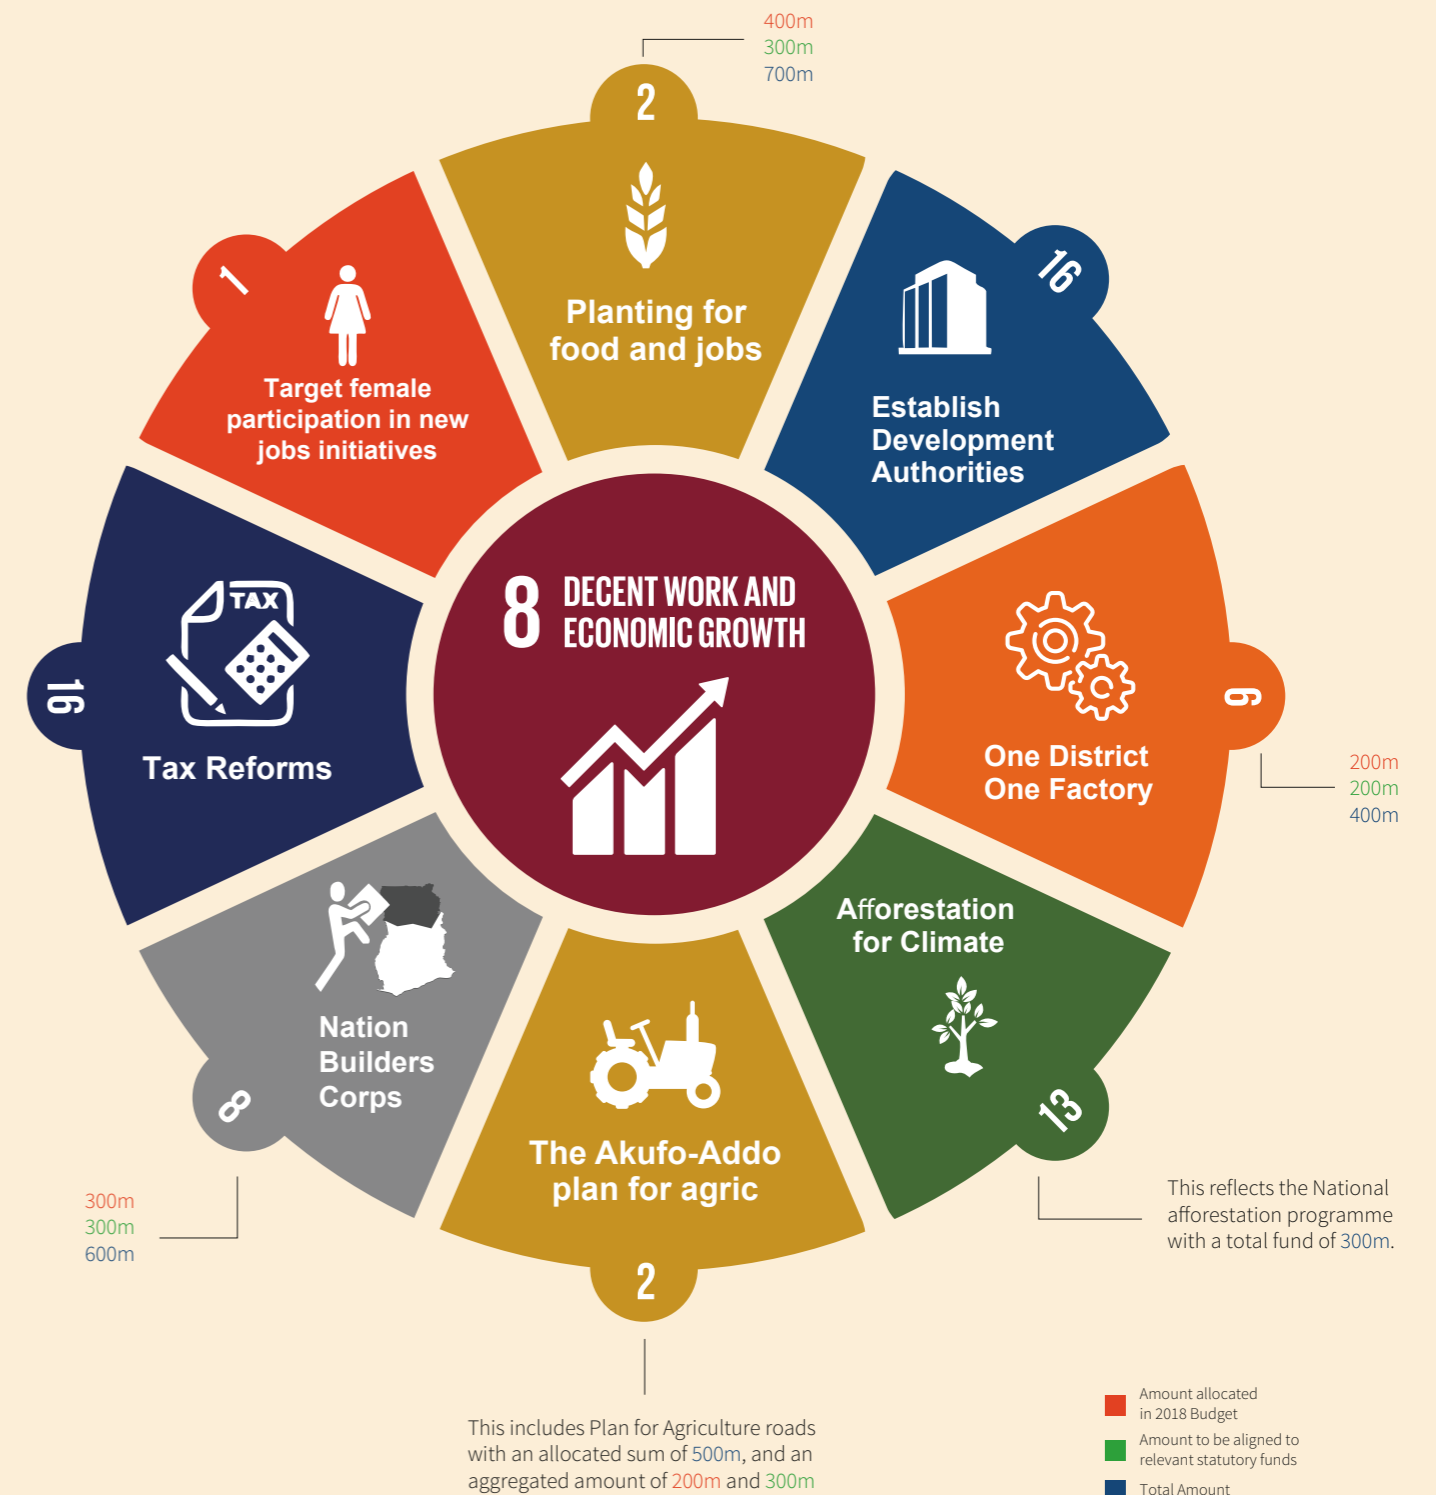 400m
300m
700m
2
Planting for
food and jobs
16
Establish
Development
Authorities
9
One District
One Factory
200m
200m
400m
Afforestation
for Climate
13
This reflects the National
afforestation programme
with a total fund of 300m.
The Akufo-Addo
plan for agric
2
This includes Plan for Agriculture roads
with an allocated sum of 500m, and an
aggregated amount of 200m and 300m
Nation
Builders
Corps
8
300m
300m
600m
TAX
Tax Reforms
16
1
Target female
participation in new
jobs initiatives
8 DECENT WORK AND
ECONOMIC GROWTH
Amount allocated
in 2018 Budget
Amount to be aligned to
relevant statutory funds
Total Amount